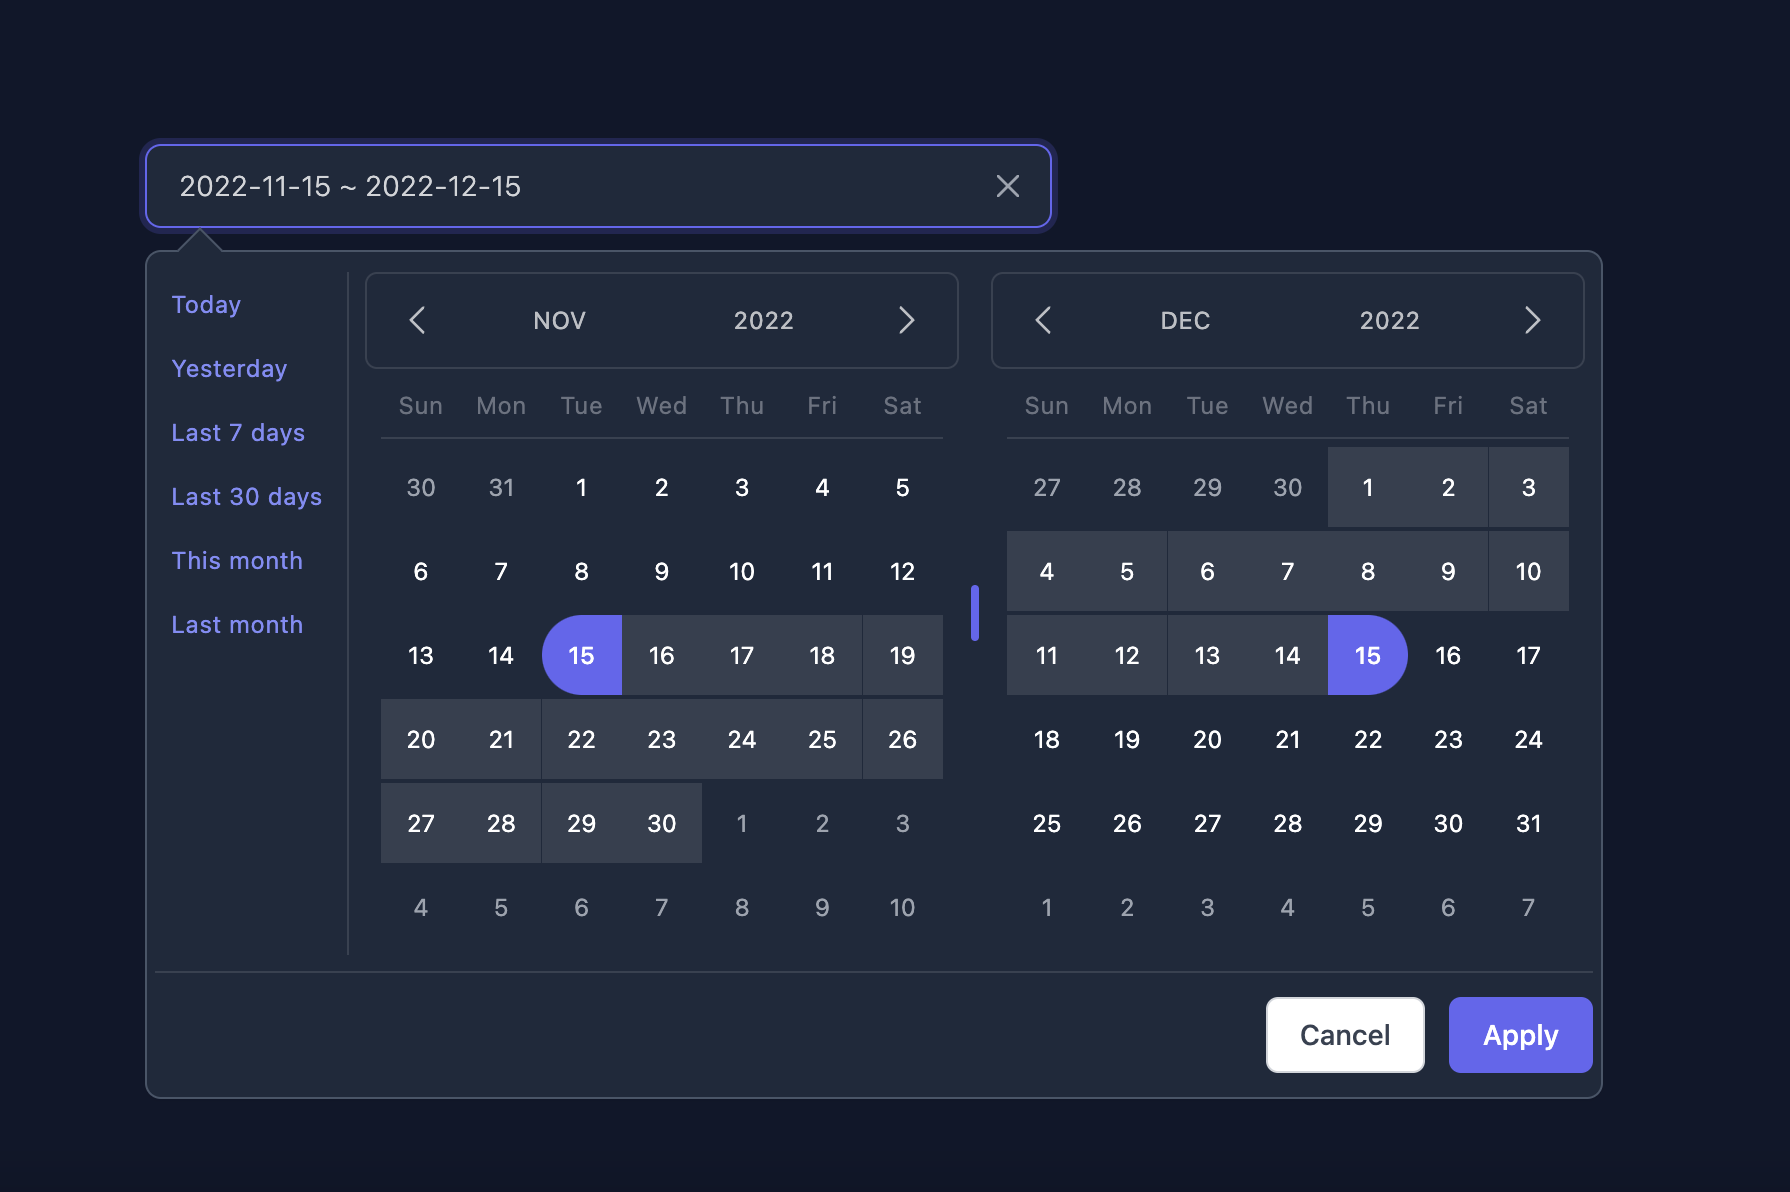 2022-11-15 ~ 2022-12-15
Today
Yesterday
Last 7 days
Last 30 days
This month
Last month
NOV 2022
Sun Mon Tue Wed Thu Fri Sat
30 31 1 2 3 4 5
6 7 8 9 10 11 12
13 14 15 16 17 18 19
20 21 22 23 24 25 26
27 28 29 30 1 2 3
4 5 6 7 8 9 10
DEC 2022
Sun Mon Tue Wed Thu Fri Sat
27 28 29 30 1 2 3
4 5 6 7 8 9 10
11 12 13 14 15 16 17
18 19 20 21 22 23 24
25 26 27 28 29 30 31
1 2 3 4 5 6 7
Cancel
Apply